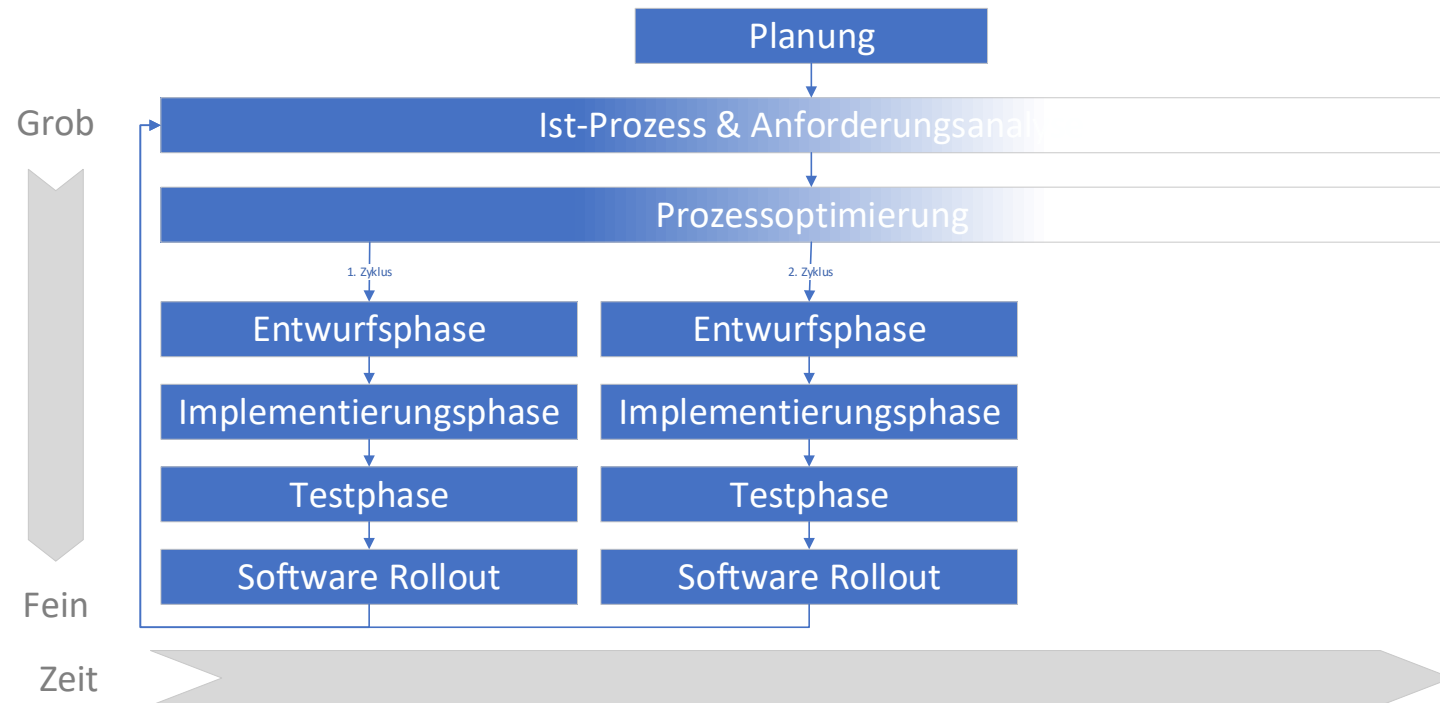 Planung
Grob
Ist-Prozess & Anforderungsanal
Prozessoptimierung
1. Zyklus
2. Zyklus
Entwurfsphase
Entwurfsphase
Implementierungsphase
Implementierungsphase
Testphase
Testphase
Software Rollout
Software Rollout
Fein
Zeit